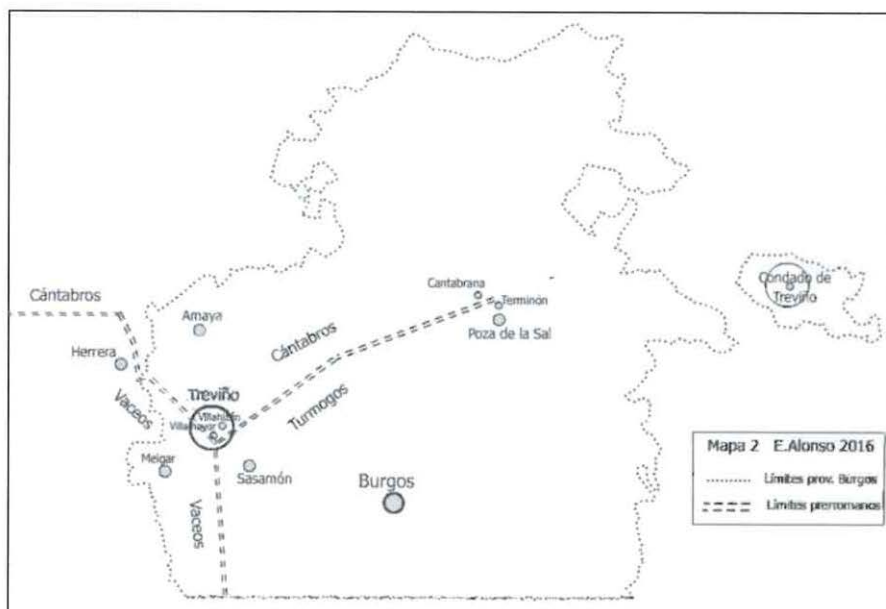 Cántabros
Amaya
Herrera
Vaceos
Treviño
Villahizán
Villamayor
Melgar
Sasamón
Vaceos
Cántabros
Turmogos
Cantabrana
Terminón
Poza de la Sal
Burgos
Condado de
Treviño
Mapa 2 E.Alonso 2016
Límites prov. Burgos
Límites prerromanos